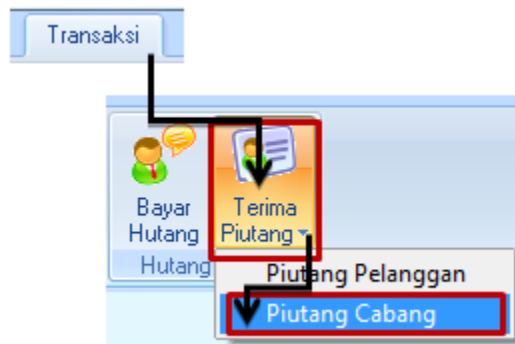 Transaksi
Bayar
Hutang
Terima
Piutang
Hutang
Piutang Pelanggan
Piutang Cabang